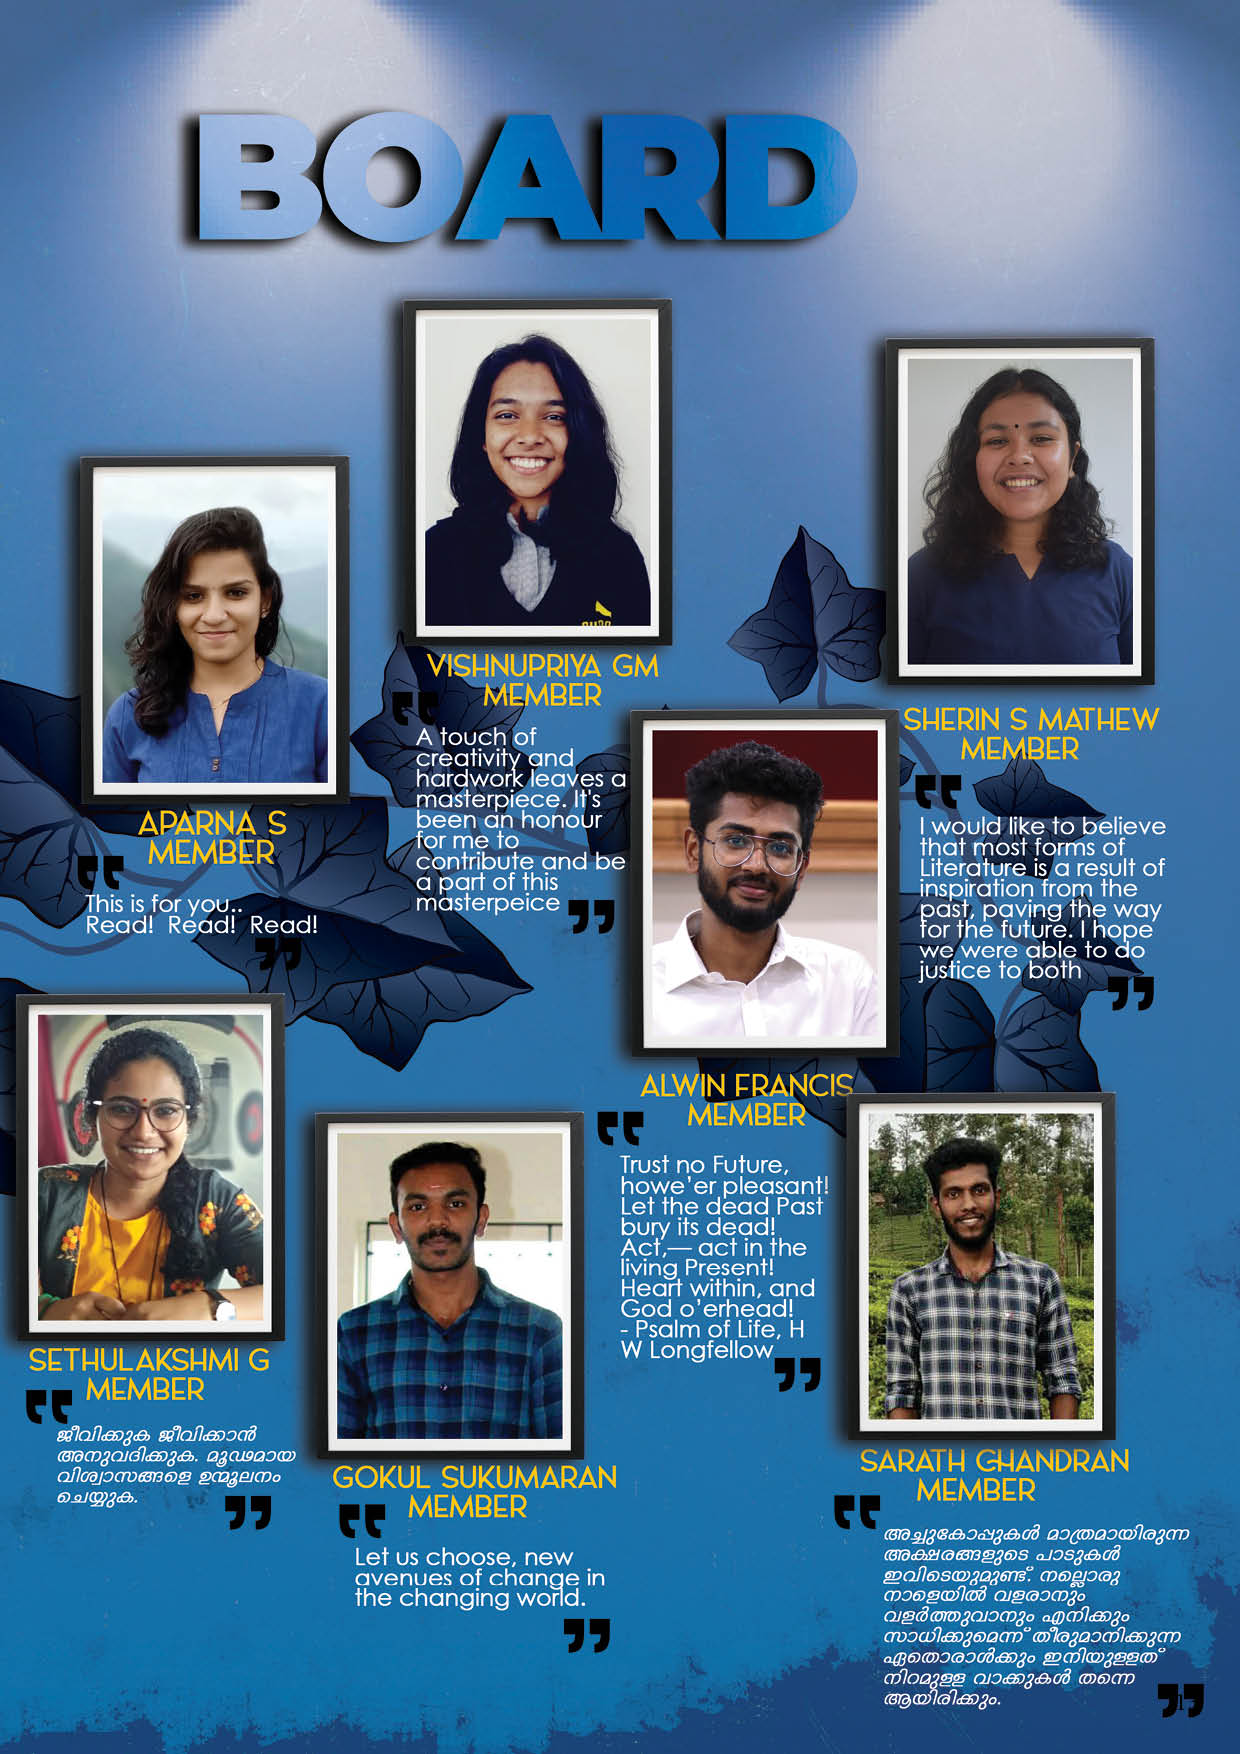 BOARD
VISHNUPRIYA GM
MEMBER
A touch of
creativity and
hardwork leaves a
masterpiece. It's
been an honour
for me to
contribute and be
a part of this
masterpeice
SHERIN S MATHEW
MEMBER
I would like to believe
that most forms of
Literature is a result of
inspiration from the
past, paving the way
for the future. I hope
we were able to do
justice to both
APARNA S
MEMBER
This is for you..
Read!  Read!  Read!
ALWIN FRANCIS
MEMBER
Trust no Future,
howe'er pleasant!
Let the dead Past
bury its dead!
Act,— act in the
living Present!
Heart within, and
God o'erhead!
- Psalm of Life, H
W Longfellow
SETHULAKSHMI G
MEMBER
ജീവിക്കുക ജീവിക്കാൻ
അനുവദിക്കുക. മൂഢമായ
വിശ്വാസങ്ങളെ ഉന്മൂലനം
ചെയ്യുക.
GOKUL SUKUMARAN
MEMBER
Let us choose, new
avenues of change in
the changing world.
SARATH CHANDRAN
MEMBER
അച്ചുകോപ്പുകൾ മാത്രമായിരുന്ന
അക്ഷരങ്ങളുടെ പാടുകൾ
ഇവിടെയുമുണ്ട്. നല്ലൊരു
നാളെയിൽ വളരാനും
വളർത്തുവാനും എനിക്കും
സാധിക്കുമെന്ന് തീരുമാനിക്കുന്ന
ഏതൊരാൾക്കും ഇനിയുള്ളത്
നിറമുള്ള വാക്കുകൾ തന്നെ
ആയിരിക്കും.